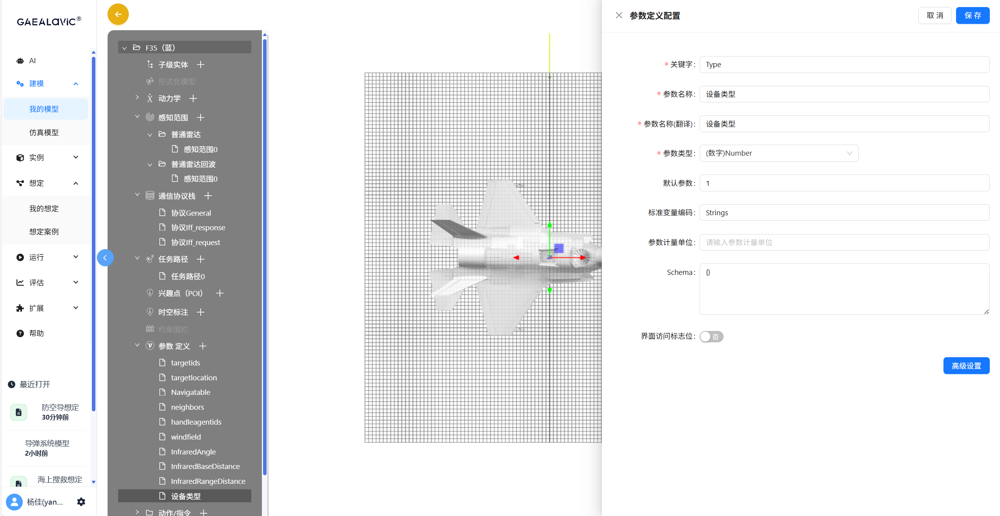 GAEALAVIC®
AI
建模
我的模型
仿真模型
实例
想定
我的想定
想定案例
运行
评估
扩展
帮助
最近打开
防空导想定
30分钟前
导弹系统模型
2小时前
海上搜救想定
杨佳(yan...
F35（蓝）
子级实体
形式化模型
动力学
感知范围
普通雷达
感知范围0
普通雷达回波
感知范围0
通信协议栈
协议General
协议Iff_response
协议Iff_request
任务路径
任务路径0
兴趣点（POI）
时空标注
约束围栏
参数 定义
targetids
targetlocation
Navigatable
neighbors
handleagentids
windfield
InfraredAngle
InfraredBaseDistance
InfraredRangeDistance
设备类型
动作/指令
Z
参数定义配置
取 消
保 存
* 关键字： Type
* 参数名称： 设备类型
* 参数名称(翻译)： 设备类型
* 参数类型： (数字)Number
默认参数： 1
标准变量编码： Strings
参数计量单位： 请输入参数计量单位
Schema： {}
界面访问标志位： 否
高级设置